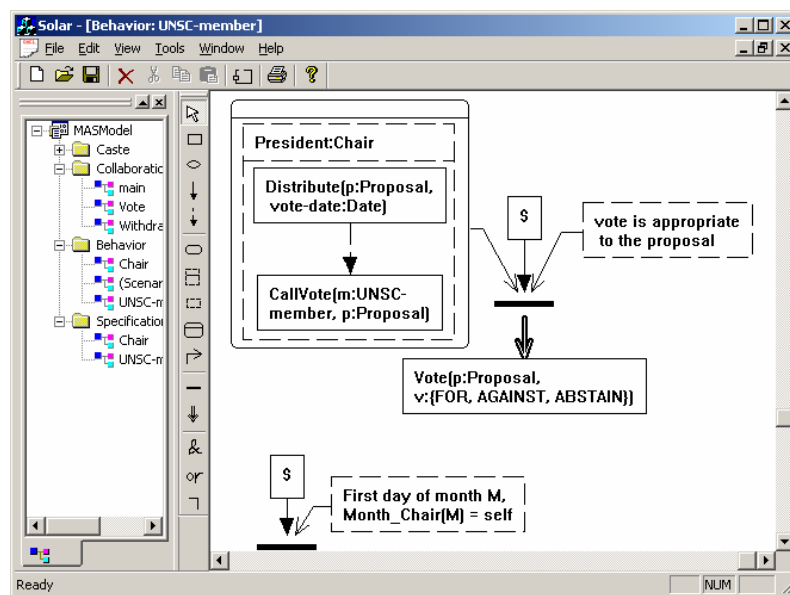 Solar - [Behavior: UNSC-member]
File Edit View Tools Window Help
MASModel
Caste
Collaboratic
main
Vote
Withdra
Behavior
Chair
(Scenar
UNSC-m
Specification
Chair
UNSC-m
&
or
President:Chair
Distribute(p:Proposal,
vote-date:Date)
CallVote(m:UNSC-
member, p:Proposal)
$
vote is appropriate
to the proposal
Vote(p:Proposal,
v:{FOR, AGAINST, ABSTAIN})
$
First day of month M,
Month_Chair(M) = self
Ready
NUM